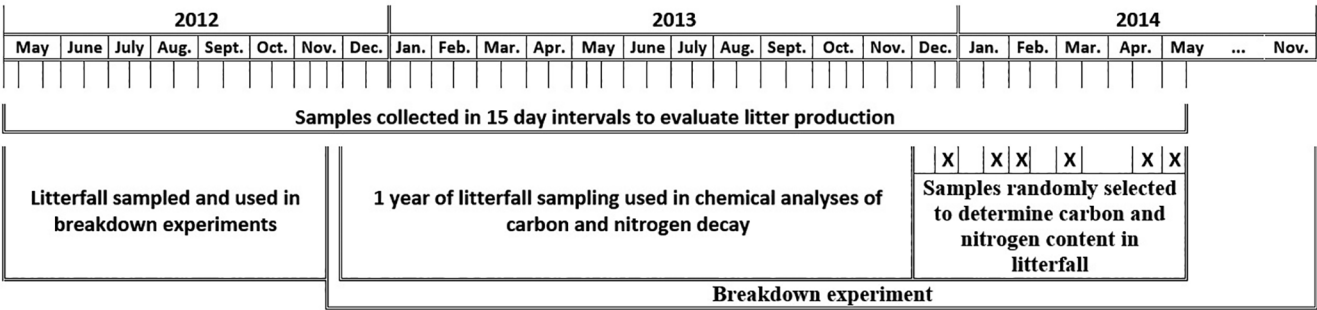 2012 2013 2014
May June July Aug. Sept. Oct. Nov. Dec. Jan. Feb. Mar. Apr. May June July Aug. Sept. Oct. Nov. Dec. Jan. Feb. Mar. Apr. May ... Nov.
Samples collected in 15 day intervals to evaluate litter production
X X X X X X
Litterfall sampled and used in
breakdown experiments
1 year of litterfall sampling used in chemical analyses of
carbon and nitrogen decay
Samples randomly selected
to determine carbon and
nitrogen content in
litterfall
Breakdown experiment